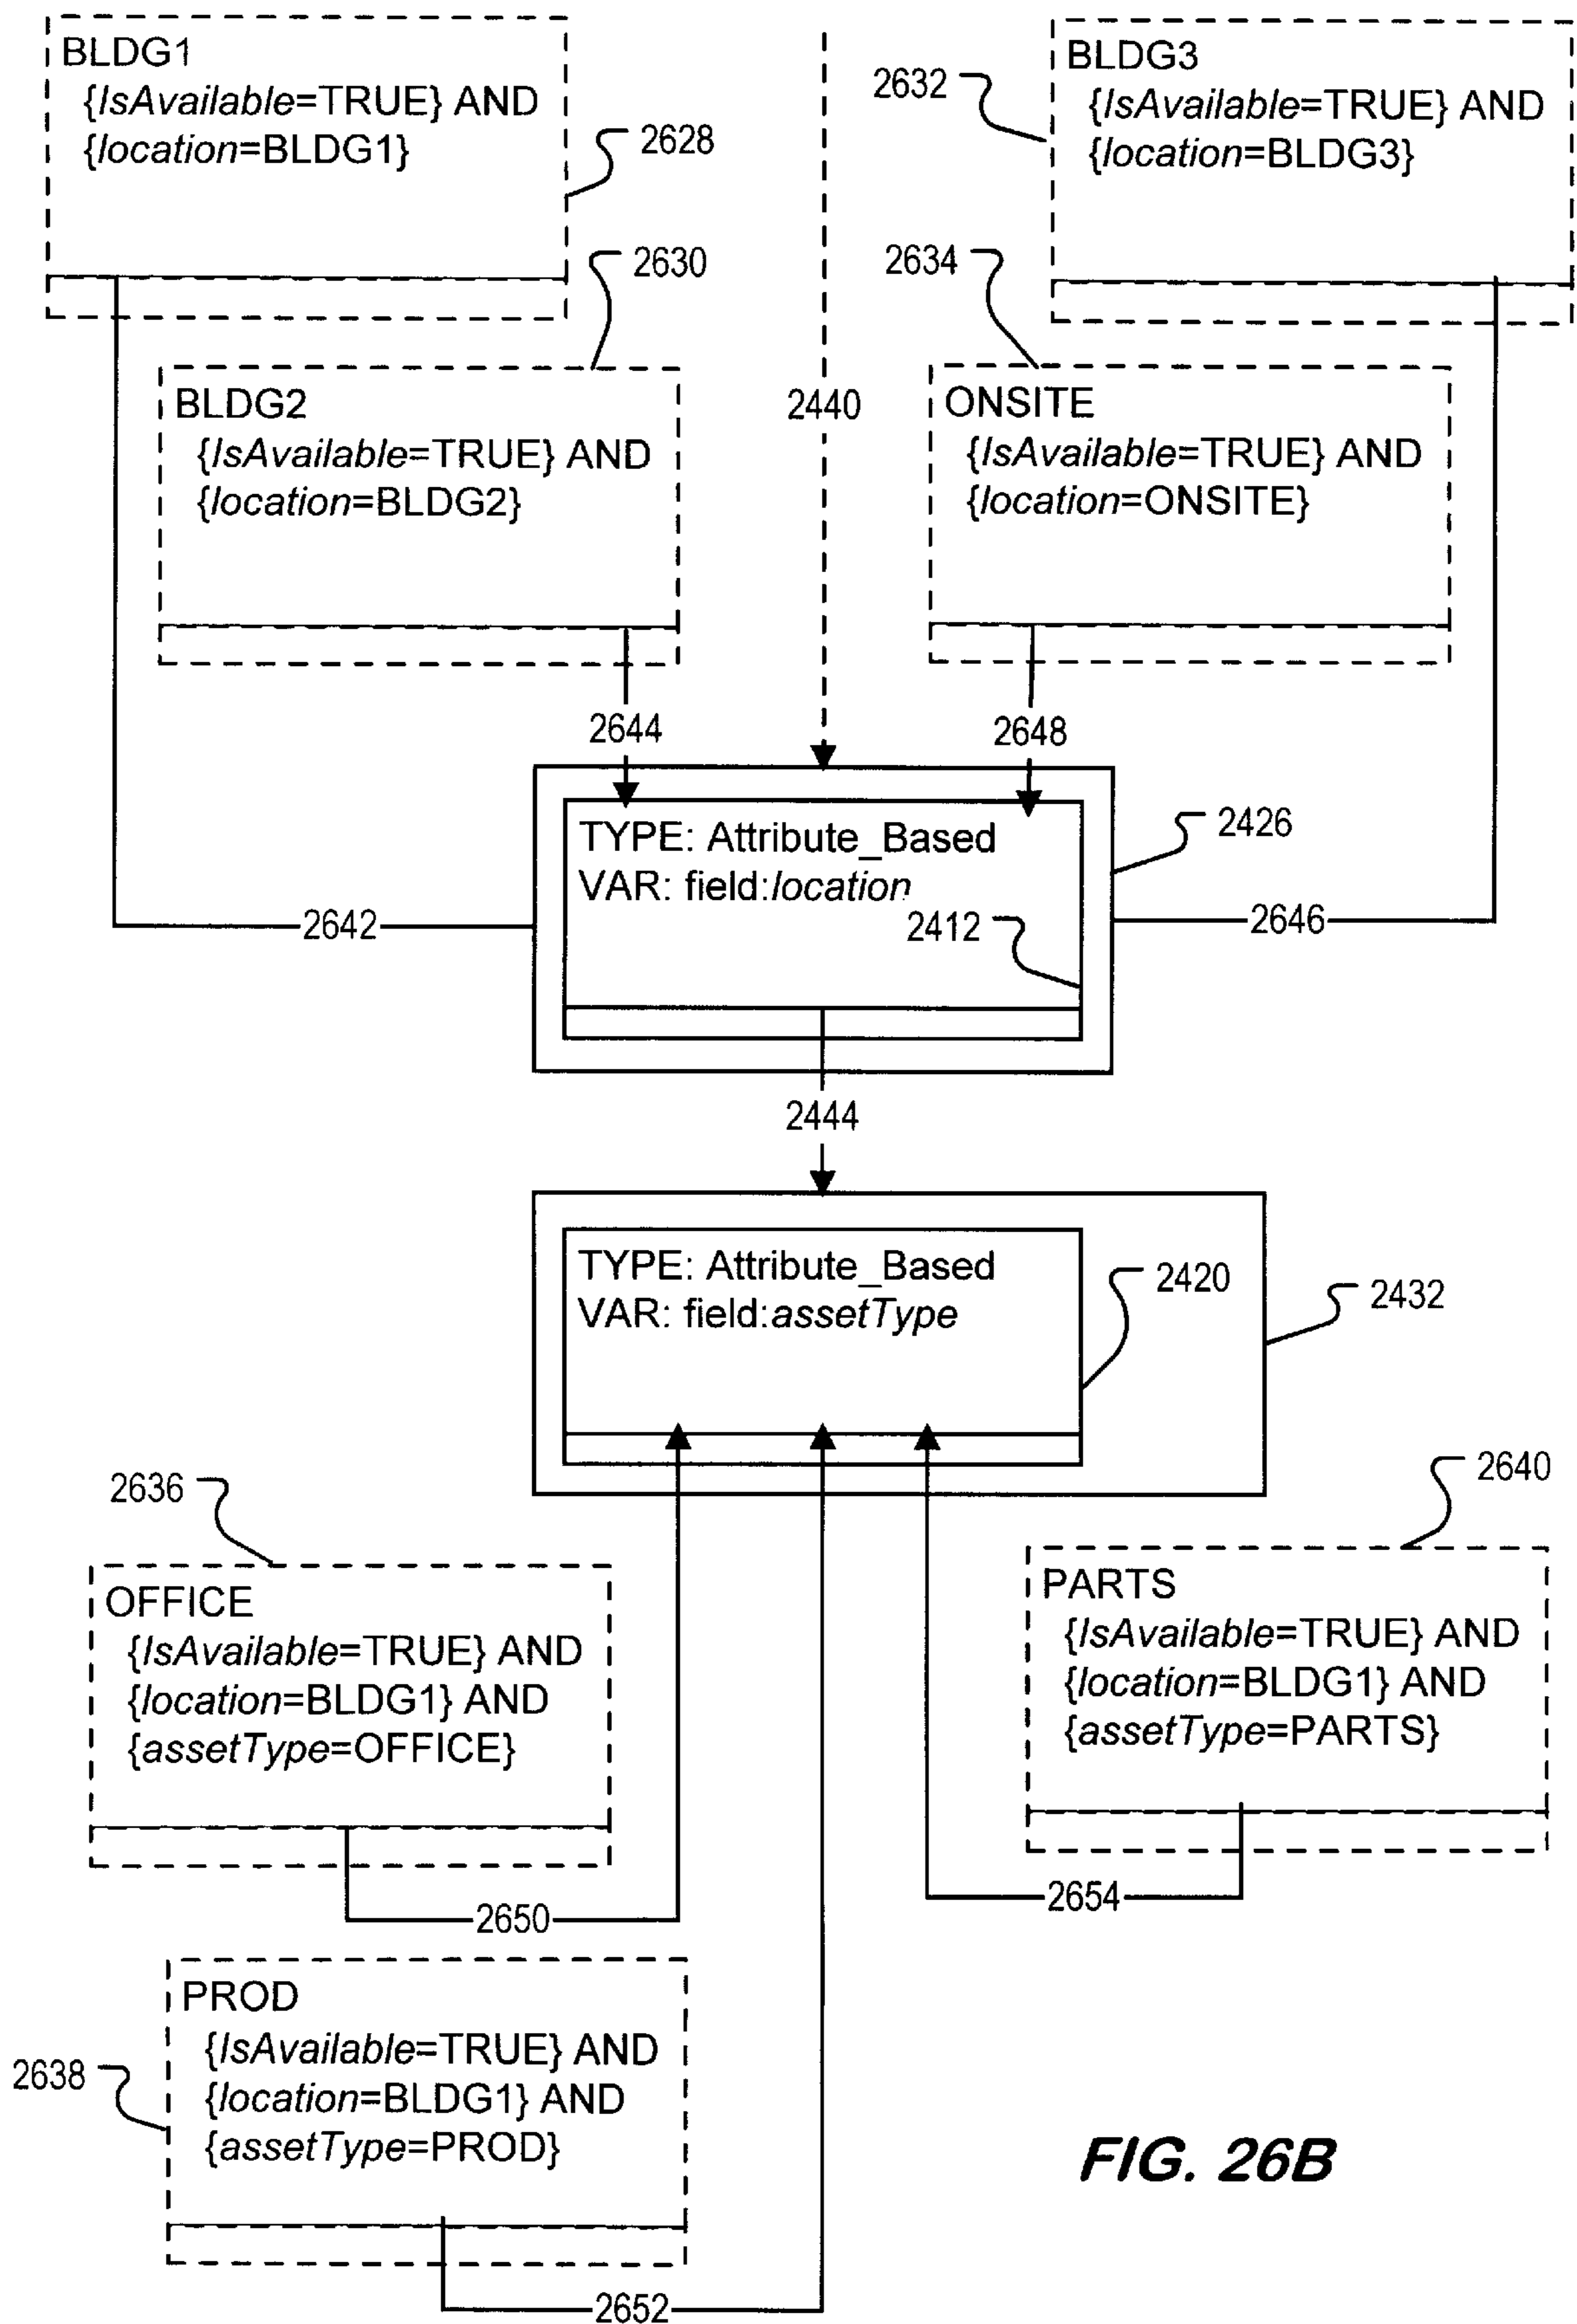 BLDG1
{IsAvailable=TRUE} AND
{location=BLDG1}
2628
BLDG3
{IsAvailable=TRUE} AND
{location=BLDG3}
2632
2630
2634
BLDG2
{IsAvailable=TRUE} AND
{location=BLDG2}
2440
ONSITE
{IsAvailable=TRUE} AND
{location=ONSITE}
2644
2648
TYPE: Attribute_Based
VAR: field:location
2412
2426
2642
2646
2444
TYPE: Attribute_Based
VAR: field:assetType
2420
2432
2636
2640
OFFICE
{IsAvailable=TRUE} AND
{location=BLDG1} AND
{assetType=OFFICE}
PARTS
{IsAvailable=TRUE} AND
{location=BLDG1} AND
{assetType=PARTS}
2650
2654
PROD
{IsAvailable=TRUE} AND
{location=BLDG1} AND
{assetType=PROD}
2638
2652
FIG. 26B